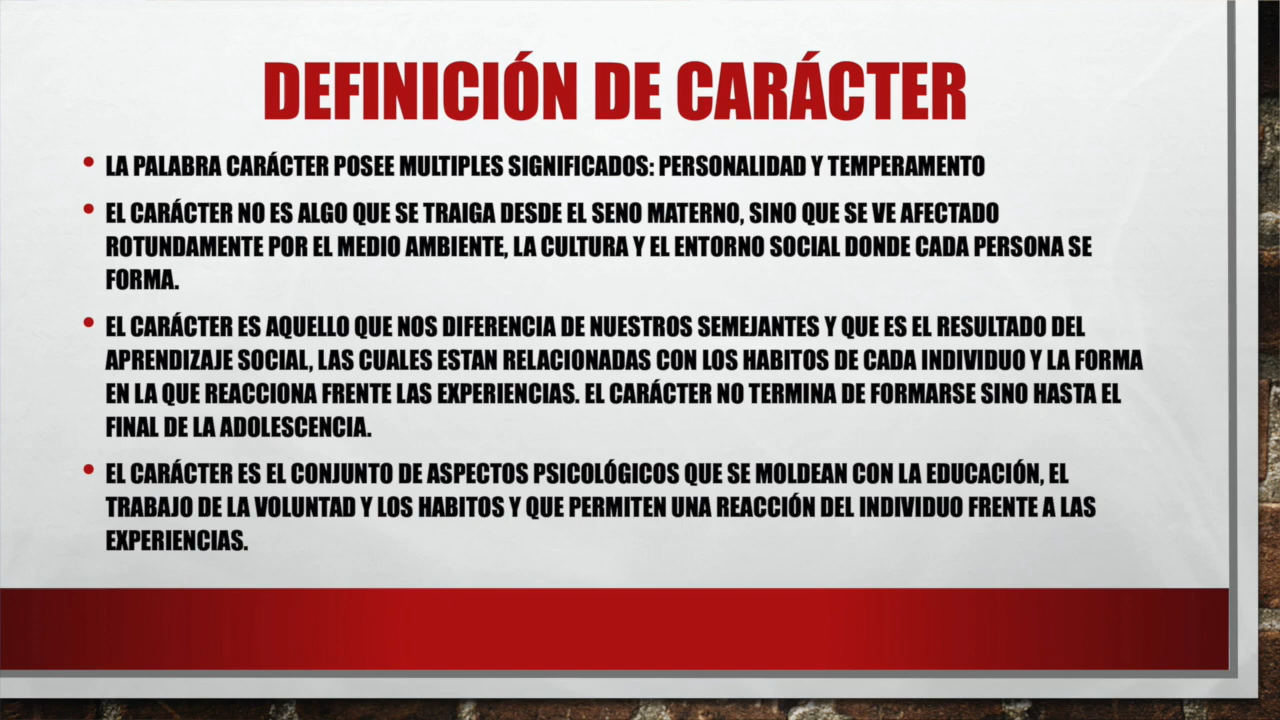 DEFINICIÓN DE CARÁCTER
• LA PALABRA CARÁCTER POSEE MULTIPLES SIGNIFICADOS: PERSONALIDAD Y TEMPERAMENTO
• EL CARÁCTER NO ES ALGO QUE SE TRAIGA DESDE EL SENO MATERNO, SINO QUE SE VE AFECTADO
ROTUNDAMENTE POR EL MEDIO AMBIENTE, LA CULTURA Y EL ENTORNO SOCIAL DONDE CADA PERSONA SE
FORMA.
• EL CARÁCTER ES AQUELLO QUE NOS DIFERENCIA DE NUESTROS SEMEJANTES Y QUE ES EL RESULTADO DEL
APRENDIZAJE SOCIAL, LAS CUALES ESTAN RELACIONADAS CON LOS HABITOS DE CADA INDIVIDUO Y LA FORMA
EN LA QUE REACCIONA FRENTE LAS EXPERIENCIAS. EL CARÁCTER NO TERMINA DE FORMARSE SINO HASTA EL
FINAL DE LA ADOLESCENCIA.
• EL CARÁCTER ES EL CONJUNTO DE ASPECTOS PSICOLÓGICOS QUE SE MOLDEAN CON LA EDUCACIÓN, EL
TRABAJO DE LA VOLUNTAD Y LOS HABITOS Y QUE PERMITEN UNA REACCIÓN DEL INDIVIDUO FRENTE A LAS
EXPERIENCIAS.